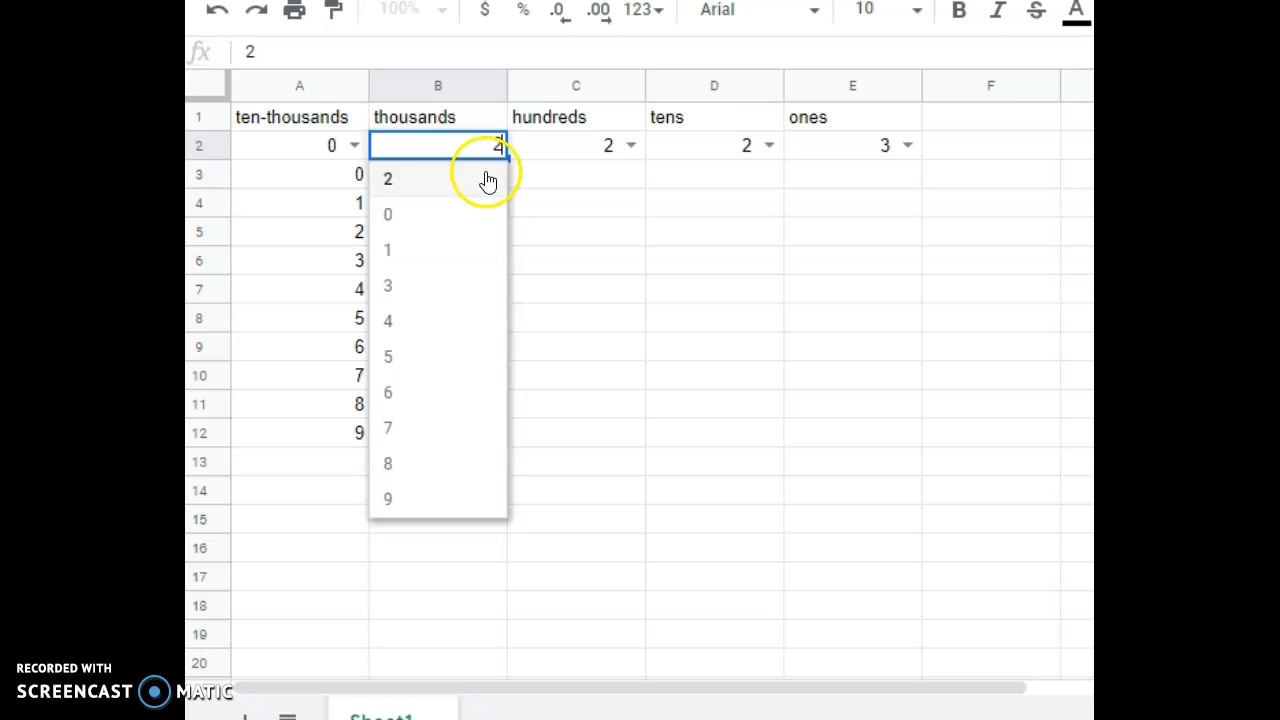 100% $ % .0 .00 123 Arial 10 B I S A
fx 2
A B C D E F
1 ten-thousands thousands hundreds tens ones
2 0 2 2 2 3
3 0 2
4 1 0
5 2 1
6 3 3
7 4 4
8 5 5
9 6 6
10 7 7
11 8 8
12 9 9
13
14
15
16
17
18
19
20
RECORDED WITH
SCREENCAST MATIC
Sheet1